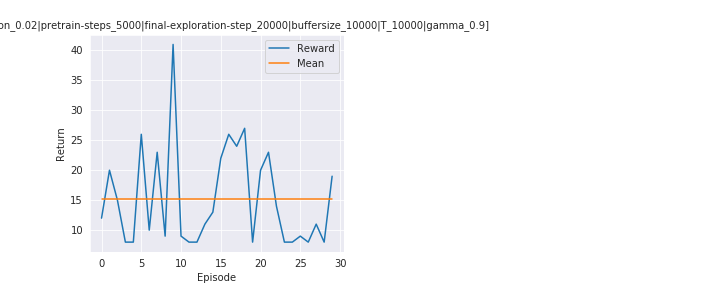 on_0.02|pretrain-steps_5000|final-exploration-step_20000|buffersize_10000|T_10000|gamma_0.9]
Reward
Mean
40
35
30
25
20
15
10
Return
0 5 10 15 20 25 30
Episode